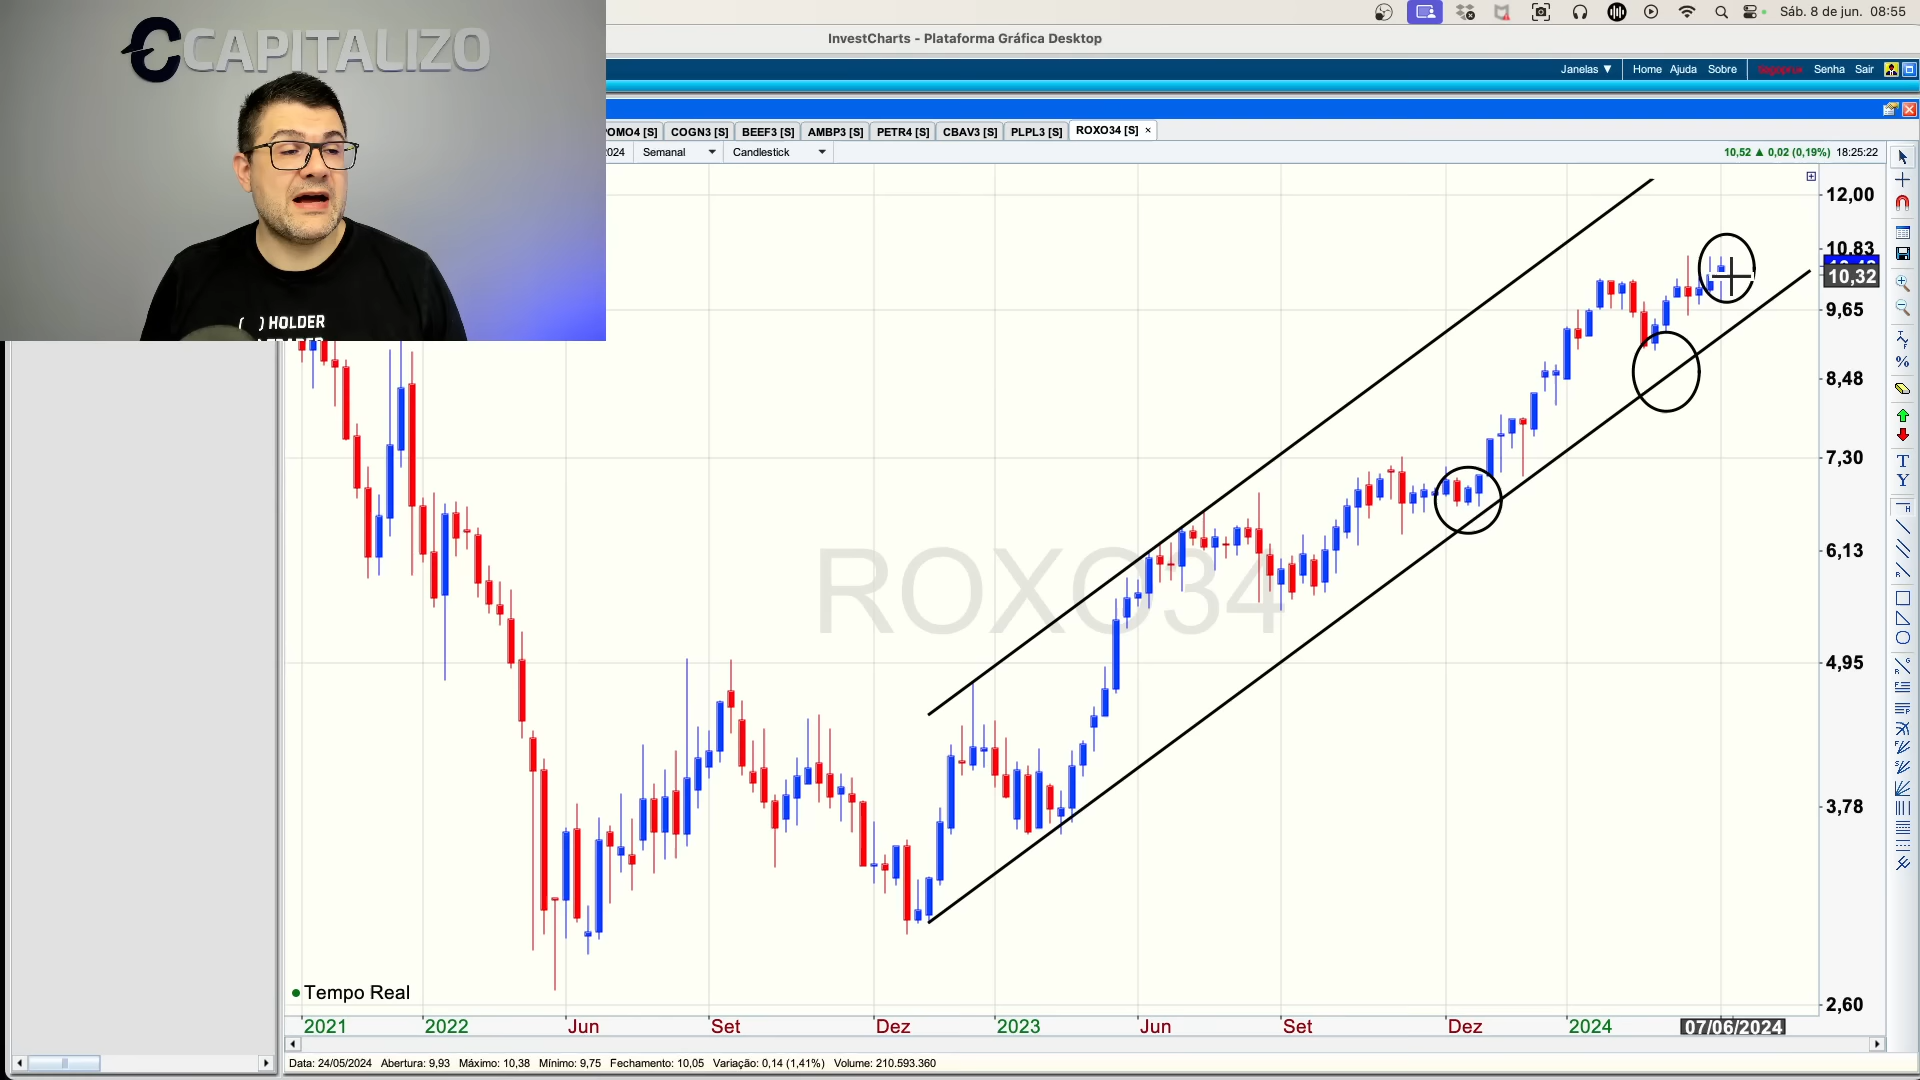 CAPITALIZO
( ) HOLDER
Sáb. 8 de jun. 08:55
InvestCharts - Plataforma Gráfica Desktop
Janelas ▼ Home Ajuda Sobre Senha Sair
POMO4 [S] COGN3 [S] BEEF3 [S] AMBP3 [S] PETR4 [S] CBAV3 [S] PLPL3 [S] ROXO34 [S] ×
Semanal Candlestick 10,52 ▲ 0,02 (0,19%) 18:25:22
ROXO34
12,00
10,83
10,32
9,65
8,48
7,30
6,13
4,95
3,78
2,60
Tempo Real
2021 2022 Jun Set Dez 2023 Jun Set Dez 2024 07/06/2024
Data: 24/05/2024 Abertura: 9,93 Máximo: 10,38 Mínimo: 9,75 Fechamento: 10,05 Variação: 0,14 (1,41%) Volume: 210.593.360